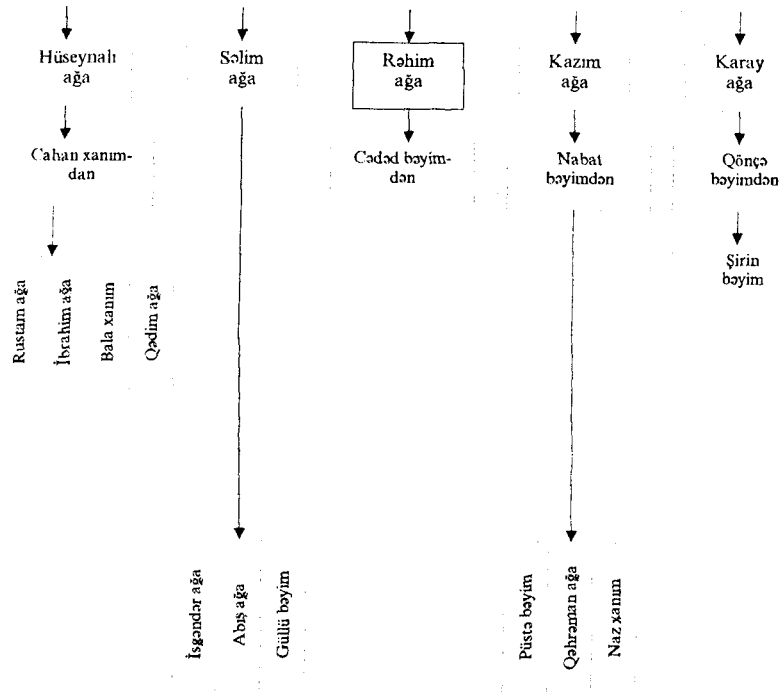 Hüseynalı
ağa
Səlim
ağa
Rəhim
ağa
Kazım
ağa
Karay
ağa
Cahan xanım-
dan
Cədəd bəyim-
dən
Nabat
bəyimdən
Qönçə
bəyimdən
Şirin
bəyim
Rustam ağa
İbrahim ağa
Bala xanım
Qədim ağa
İsgəndər ağa
Abış ağa
Güllü bəyim
Püstə bəyim
Qəhrəman ağa
Naz xanım